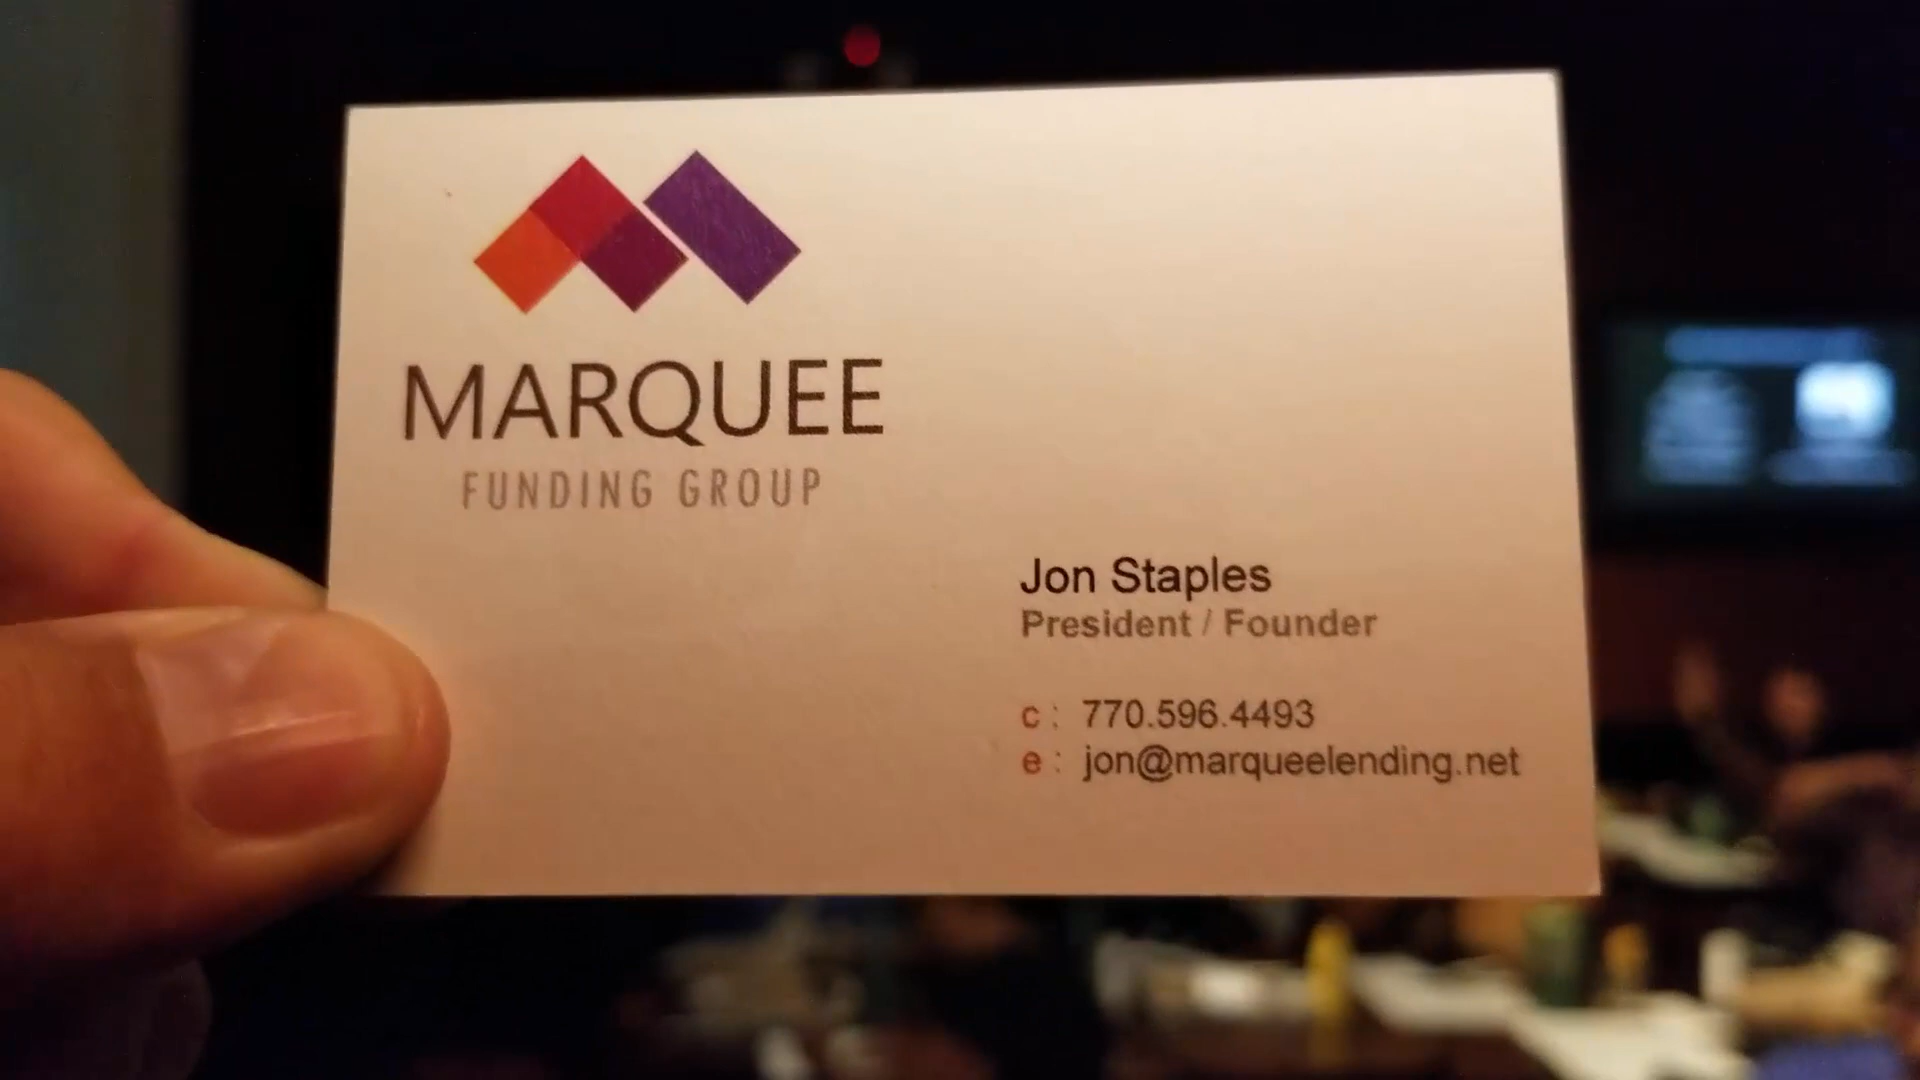 MARQUEE
FUNDING GROUP
Jon Staples
President / Founder
c : 770.596.4493
e : jon@marqueelending.net